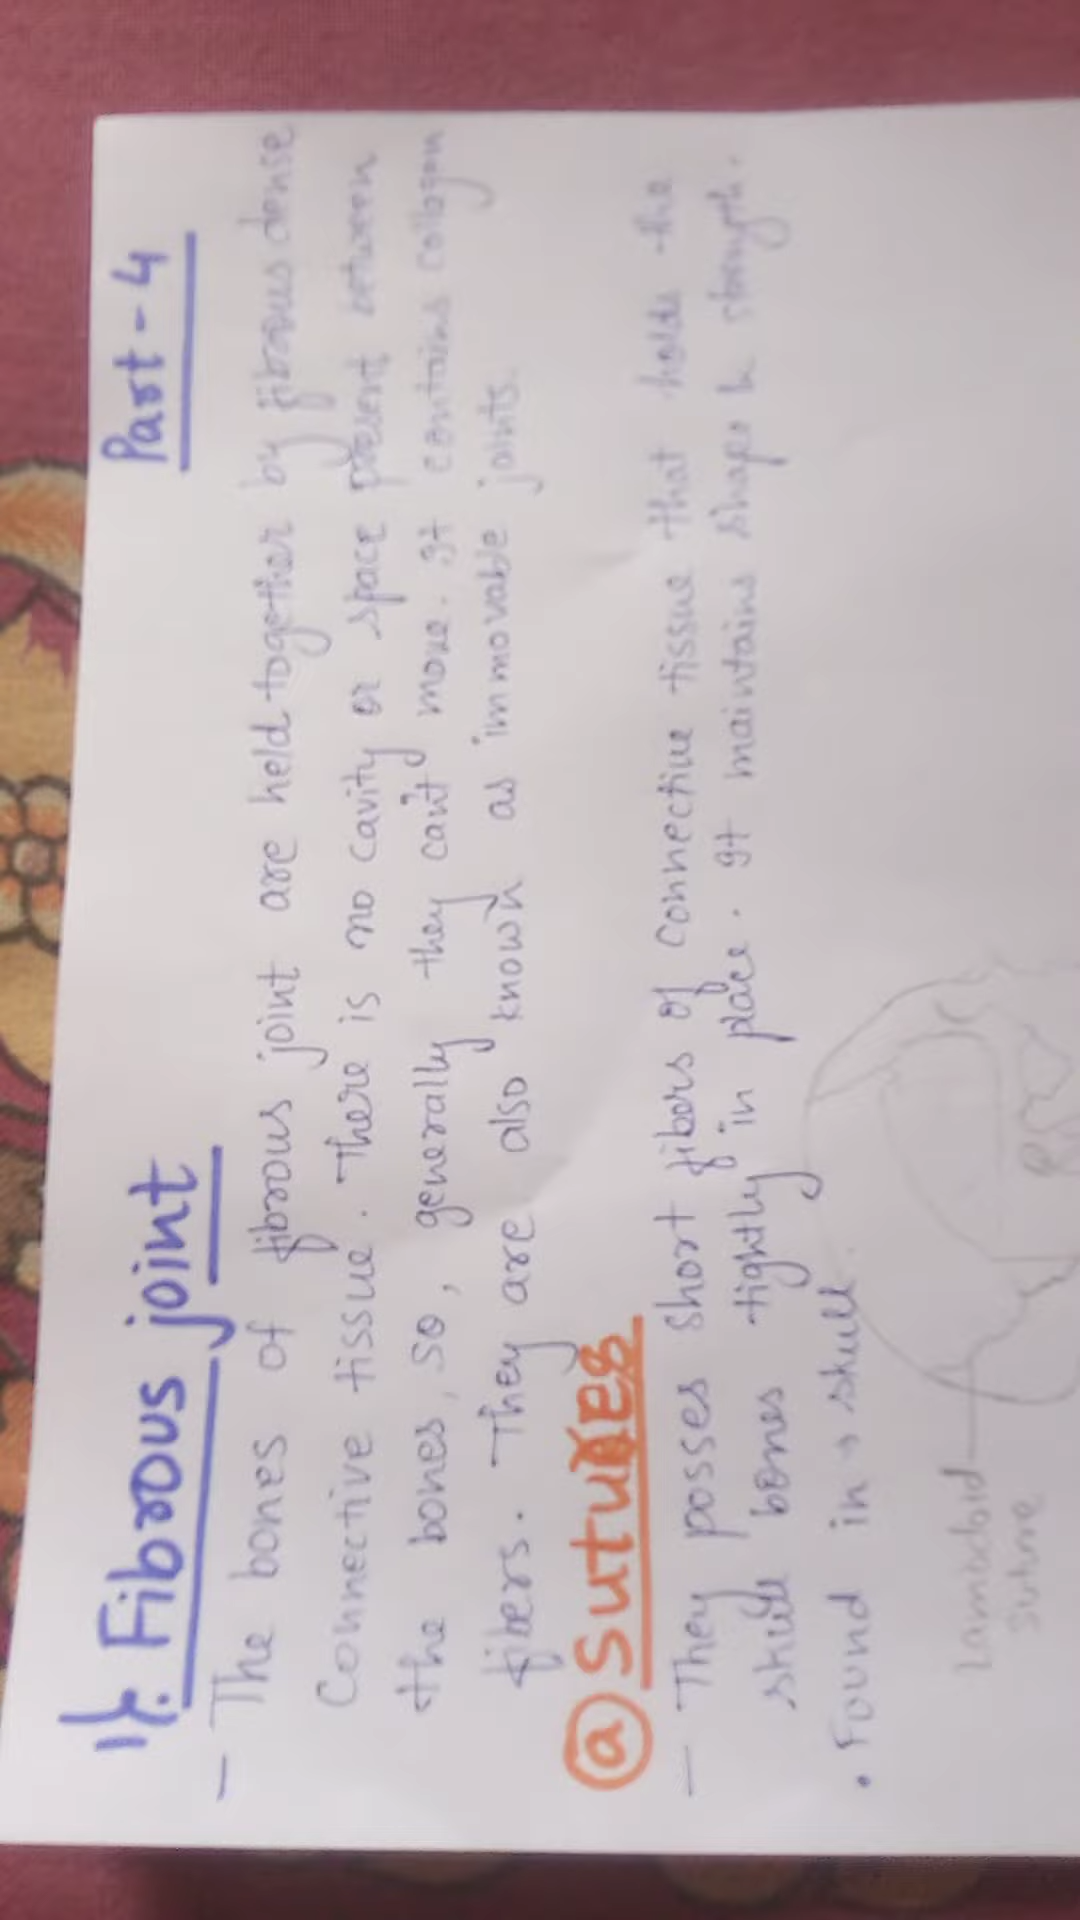 Part-4
1}. Fibrous joint
- The bones of fibrous joint are held together by fibrous dense
Connective tissue. There is no cavity or space present between
the bones, so, generally they can't move. It contains collagen
fibers. They are also known as immovable joints.
(a) Sutures
- They posses short fibers of connective tissue that holds the
skull bones tightly in place. It maintains shape & strength.
• Found in → skull.
Lamodoid
Suture